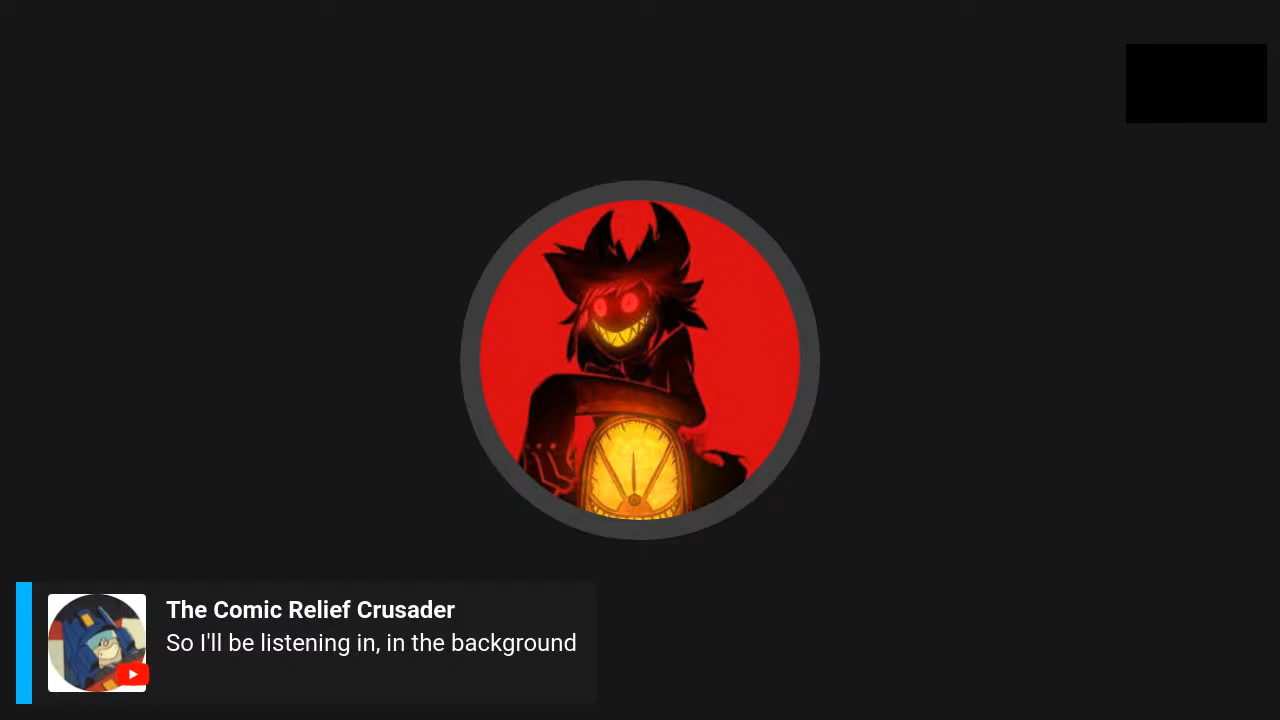 The Comic Relief Crusader
So I'll be listening in, in the background